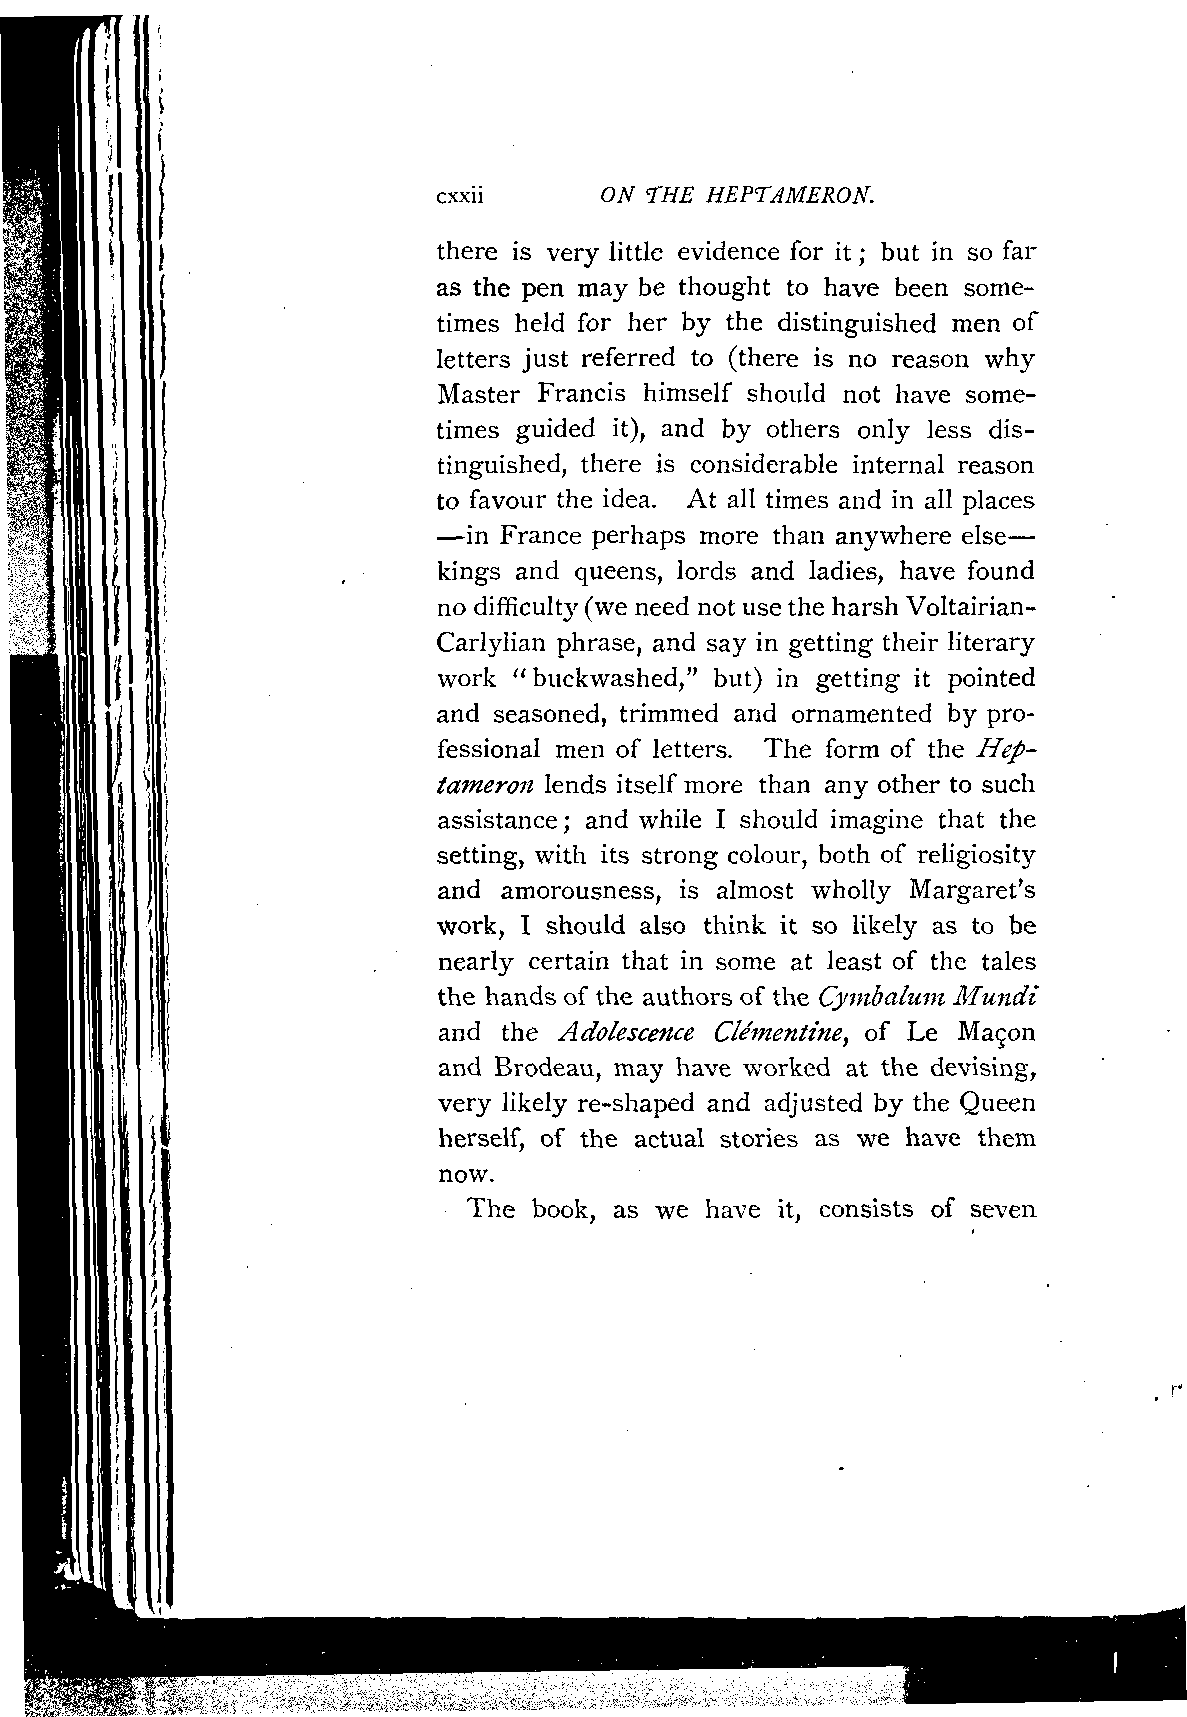 cxxii ON THE HEPTAMERON.
there is very little evidence for it; but in so far
as the pen may be thought to have been some-
times held for her by the distinguished men of
letters just referred to (there is no reason why
Master Francis himself should not have some-
times guided it), and by others only less dis-
tinguished, there is considerable internal reason
to favour the idea. At all times and in all places
—in France perhaps more than anywhere else—
kings and queens, lords and ladies, have found
no difficulty (we need not use the harsh Voltairian-
Carlylian phrase, and say in getting their literary
work "buckwashed," but) in getting it pointed
and seasoned, trimmed and ornamented by pro-
fessional men of letters. The form of the Hep-
tameron lends itself more than any other to such
assistance; and while I should imagine that the
setting, with its strong colour, both of religiosity
and amorousness, is almost wholly Margaret's
work, I should also think it so likely as to be
nearly certain that in some at least of the tales
the hands of the authors of the Cymbalum Mundi
and the Adolescence Clémentine, of Le Maçon
and Brodeau, may have worked at the devising,
very likely re-shaped and adjusted by the Queen
herself, of the actual stories as we have them
now.
The book, as we have it, consists of seven